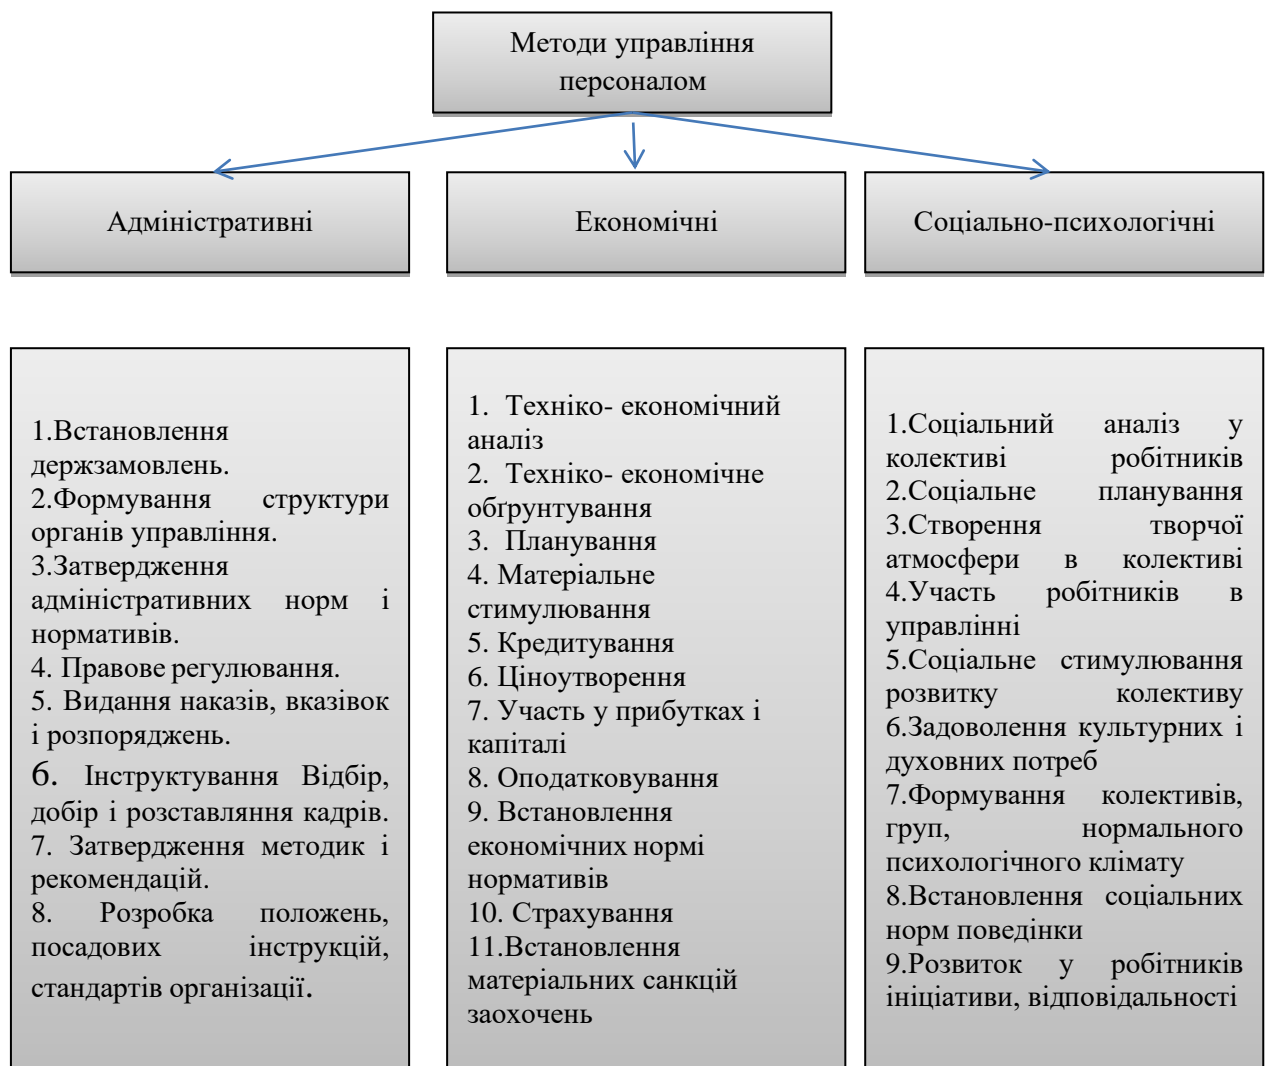 Методи управління
персоналом
Адміністративні
Економічні
Соціально-психологічні
1.Встановлення
держзамовлень.
2.Формування структури
органів управління.
3.Затвердження
адміністративних норм і
нормативів.
4. Правове регулювання.
5. Видання наказів, вказівок
і розпоряджень.
6. Інструктування Відбір,
добір і розставляння кадрів.
7. Затвердження методик і
рекомендацій.
8. Розробка положень,
посадових інструкцій,
стандартів організації.
1. Техніко- економічний
аналіз
2. Техніко- економічне
обґрунтування
3. Планування
4. Матеріальне
стимулювання
5. Кредитування
6. Ціноутворення
7. Участь у прибутках і
капіталі
8. Оподатковування
9. Встановлення
економічних нормі
нормативів
10. Страхування
11.Встановлення
матеріальних санкцій
заохочень
1.Соціальний аналіз у
колективі робітників
2.Соціальне планування
3.Створення творчої
атмосфери в колективі
4.Участь робітників в
управлінні
5.Соціальне стимулювання
розвитку колективу
6.Задоволення культурних і
духовних потреб
7.Формування колективів,
груп, нормального
психологічного клімату
8.Встановлення соціальних
норм поведінки
9.Розвиток у робітників
ініціативи, відповідальності